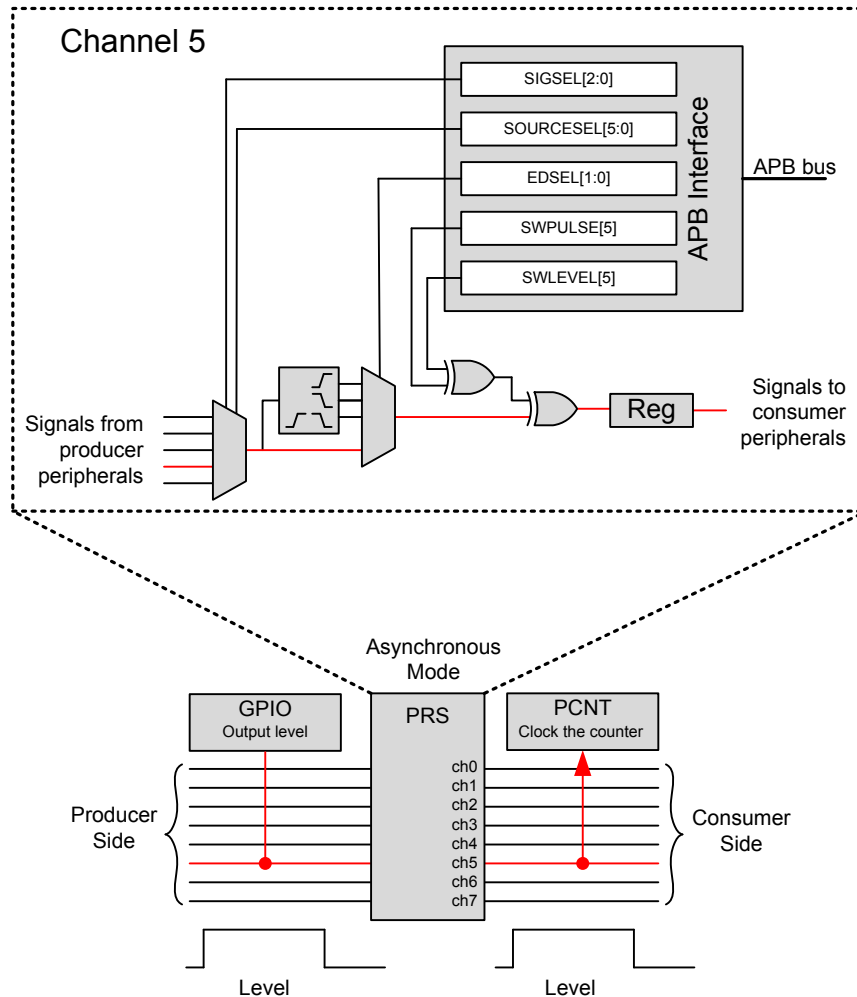 Channel 5
SIGSEL[2:0]
SOURCESEL[5:0]
EDSEL[1:0]
SWPULSE[5]
SWLEVEL[5]
APB Interface
APB bus
Signals from
producer
peripherals
Reg
Signals to
consumer
peripherals
Asynchronous
Mode
GPIO
Output level
PRS
PCNT
Clock the counter
ch0
ch1
ch2
ch3
ch4
ch5
ch6
ch7
Producer
Side
Consumer
Side
Level
Level